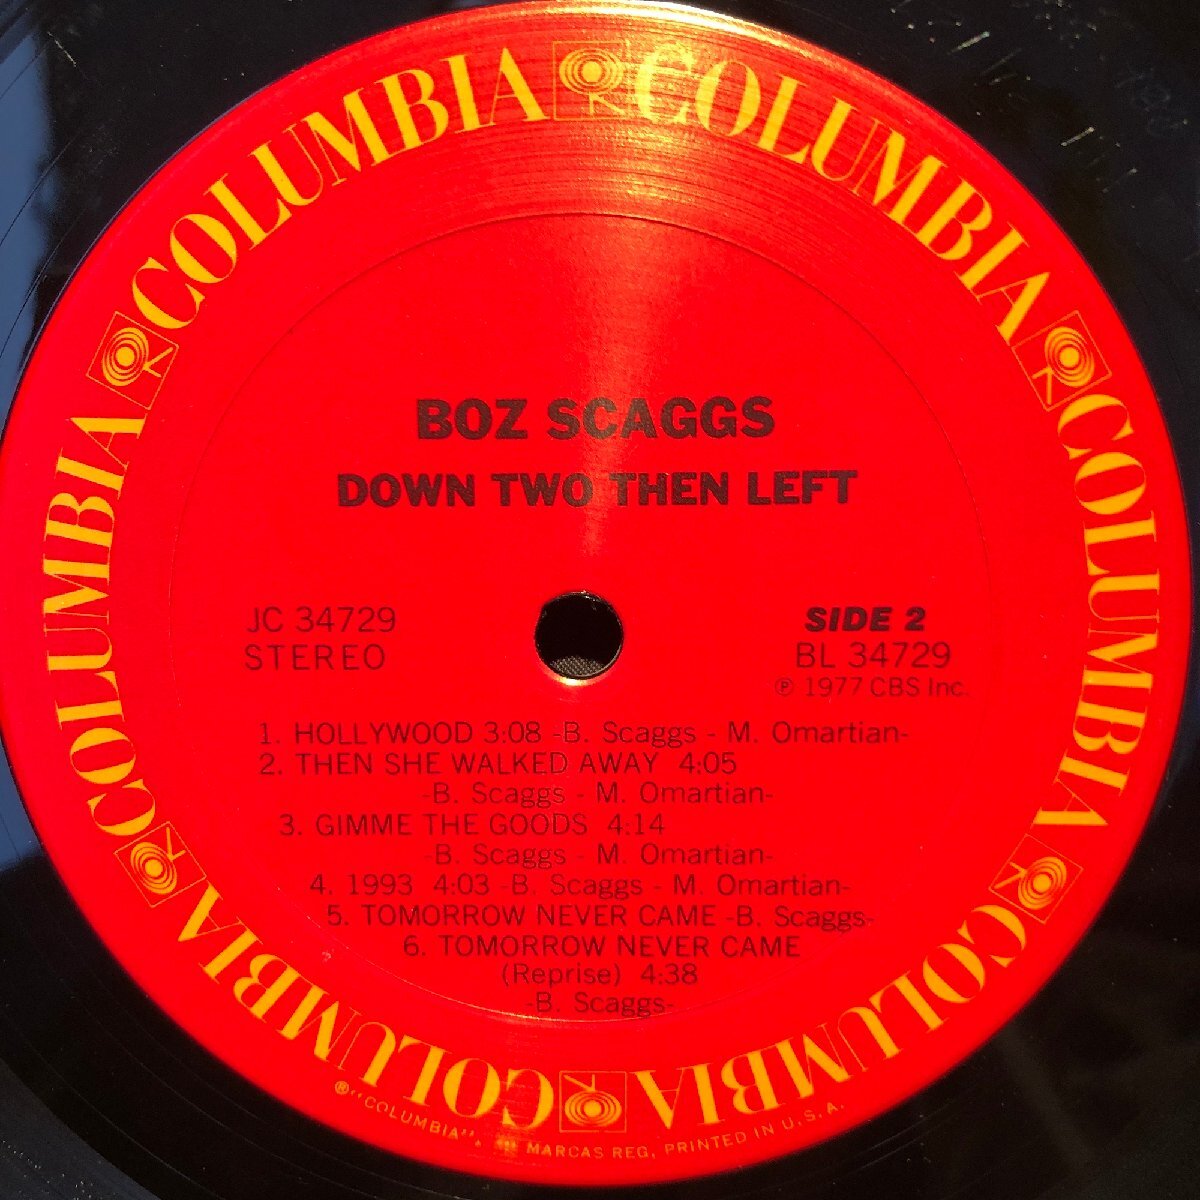 COLUMBIA COLUMBIA COLUMBIA COLUMBIA COLUMBIA COLUMBIA
BOZ SCAGGS
DOWN TWO THEN LEFT
JC 34729
STEREO
SIDE 2
BL 34729
℗ 1977 CBS Inc.
1. HOLLYWOOD 3:08 -B. Scaggs - M. Omartian-
2. THEN SHE WALKED AWAY 4:05
-B. Scaggs - M. Omartian-
3. GIMME THE GOODS 4:14
-B. Scaggs - M. Omartian-
4. 1993 4:03 -B. Scaggs - M. Omartian-
5. TOMORROW NEVER CAME -B. Scaggs-
6. TOMORROW NEVER CAME
(Reprise) 4:38
-B. Scaggs-
®"COLUMBIA", MARCAS REG. PRINTED IN U.S.A.